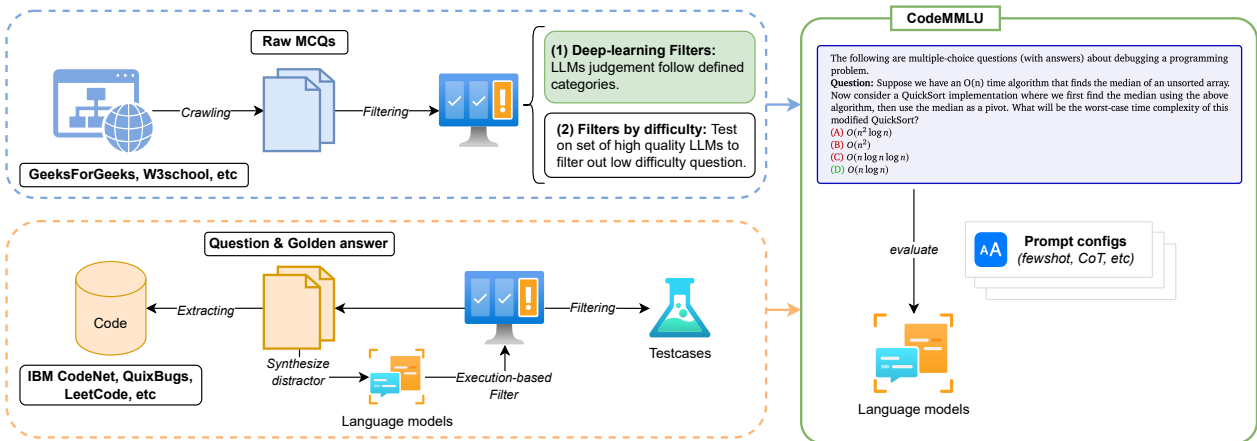 Raw MCQs
Crawling
Filtering
GeeksForGeeks, W3school, etc
(1) Deep-learning Filters:
LLMs judgement follow defined
categories.
(2) Filters by difficulty: Test
on set of high quality LLMs to
filter out low difficulty question.
Question & Golden answer
Code
Extracting
IBM CodeNet, QuixBugs,
LeetCode, etc
Synthesize
distractor
Language models
Execution-based
Filter
Filtering
Testcases
CodeMMLU
The following are multiple-choice questions (with answers) about debugging a programming
problem.
Question: Suppose we have an O(n) time algorithm that finds the median of an unsorted array.
Now consider a QuickSort implementation where we first find the median using the above
algorithm, then use the median as a pivot. What will be the worst-case time complexity of this
modified QuickSort?
(A) O(n² log n)
(B) O(n²)
(C) O(n log n log n)
(D) O(n log n)
evaluate
AA
Prompt configs
(fewshot, CoT, etc)
Language models